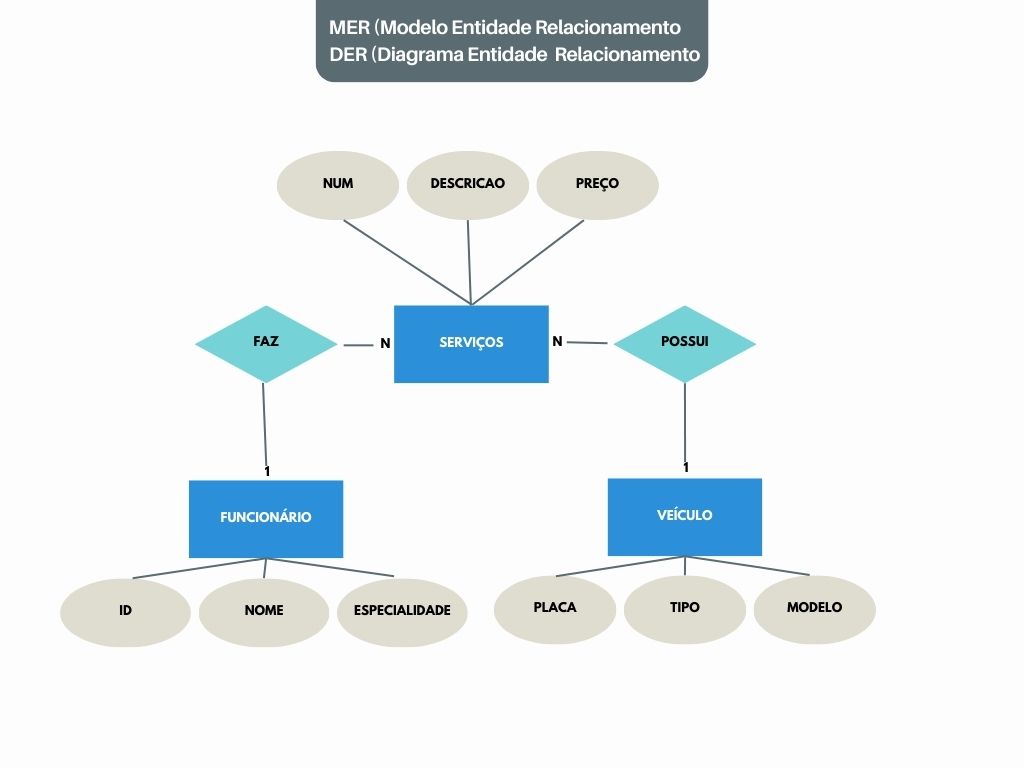 MER (Modelo Entidade Relacionamento
DER (Diagrama Entidade Relacionamento
NUM
DESCRICAO
PREÇO
FAZ
N
SERVIÇOS
N
POSSUI
1
1
FUNCIONÁRIO
VEÍCULO
ID
NOME
ESPECIALIDADE
PLACA
TIPO
MODELO